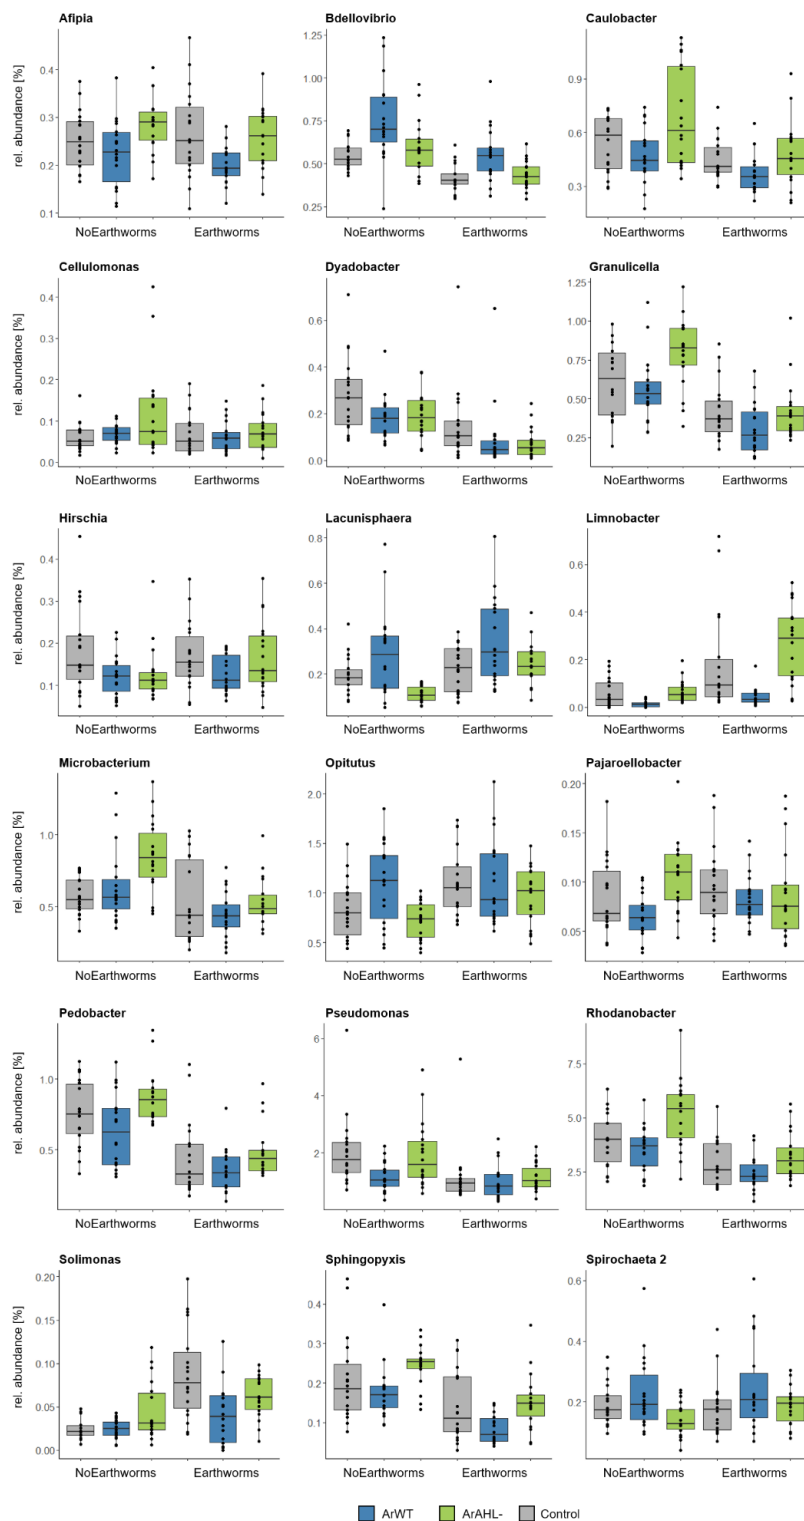 Afipia
Bdellovibrio
Caulobacter
rel. abundance [%]
0.4
0.3
0.2
0.1
1.25
1.00
0.75
0.50
0.25
0.9
0.6
0.3
NoEarthworms Earthworms
NoEarthworms Earthworms
NoEarthworms Earthworms
Cellulomonas
Dyadobacter
Granulicella
rel. abundance [%]
0.4
0.3
0.2
0.1
0.0
0.6
0.4
0.2
0.0
1.25
1.00
0.75
0.50
0.25
NoEarthworms Earthworms
NoEarthworms Earthworms
NoEarthworms Earthworms
Hirschia
Lacunisphaera
Limnobacter
rel. abundance [%]
0.4
0.3
0.2
0.1
0.8
0.6
0.4
0.2
0.6
0.4
0.2
0.0
NoEarthworms Earthworms
NoEarthworms Earthworms
NoEarthworms Earthworms
Microbacterium
Opitutus
Pajaroellobacter
rel. abundance [%]
1.0
0.5
2.0
1.5
1.0
0.5
0.20
0.15
0.10
0.05
NoEarthworms Earthworms
NoEarthworms Earthworms
NoEarthworms Earthworms
Pedobacter
Pseudomonas
Rhodanobacter
rel. abundance [%]
1.0
0.5
6
4
2
7.5
5.0
2.5
NoEarthworms Earthworms
NoEarthworms Earthworms
NoEarthworms Earthworms
Solimonas
Sphingopyxis
Spirochaeta 2
rel. abundance [%]
0.20
0.15
0.10
0.05
0.00
0.4
0.3
0.2
0.1
0.6
0.4
0.2
NoEarthworms Earthworms
NoEarthworms Earthworms
NoEarthworms Earthworms
ArWT ArAHL- Control